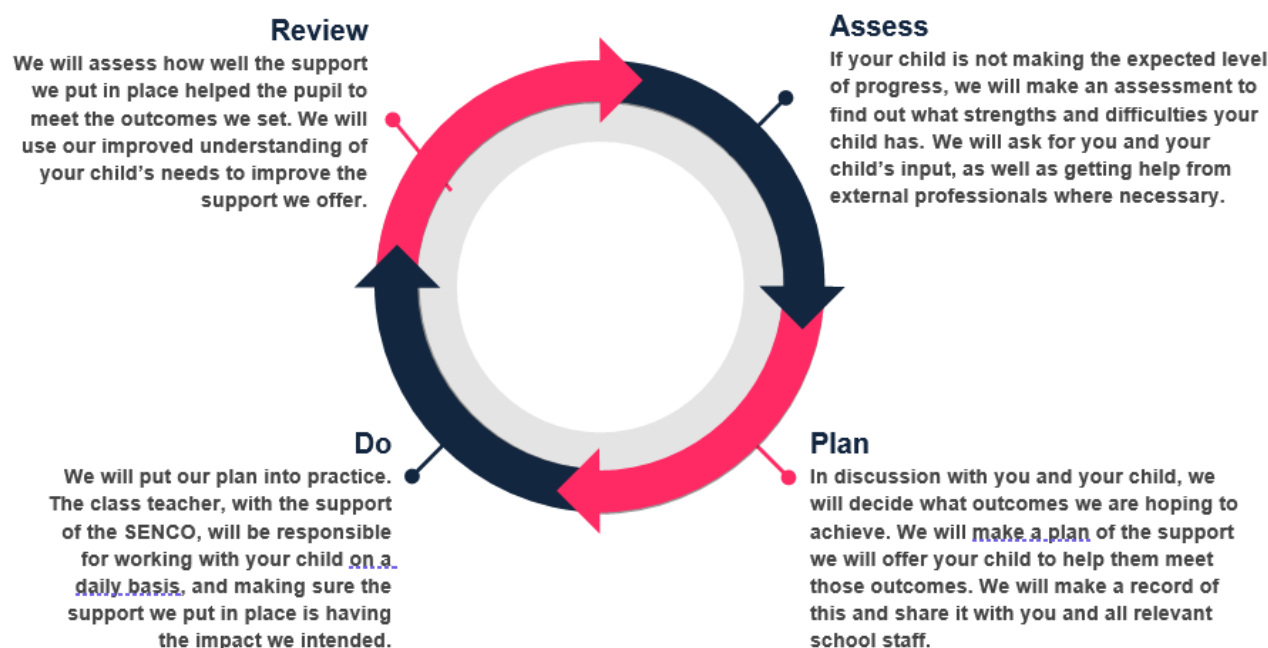 Review
We will assess how well the support
we put in place helped the pupil to
meet the outcomes we set. We will
use our improved understanding of
your child’s needs to improve the
support we offer.
Assess
If your child is not making the expected level
of progress, we will make an assessment to
find out what strengths and difficulties your
child has. We will ask for you and your
child’s input, as well as getting help from
external professionals where necessary.
Do
We will put our plan into practice.
The class teacher, with the support
of the SENCO, will be responsible
for working with your child on a
daily basis, and making sure the
support we put in place is having
the impact we intended.
Plan
In discussion with you and your child, we
will decide what outcomes we are hoping to
achieve. We will make a plan of the support
we will offer your child to help them meet
those outcomes. We will make a record of
this and share it with you and all relevant
school staff.